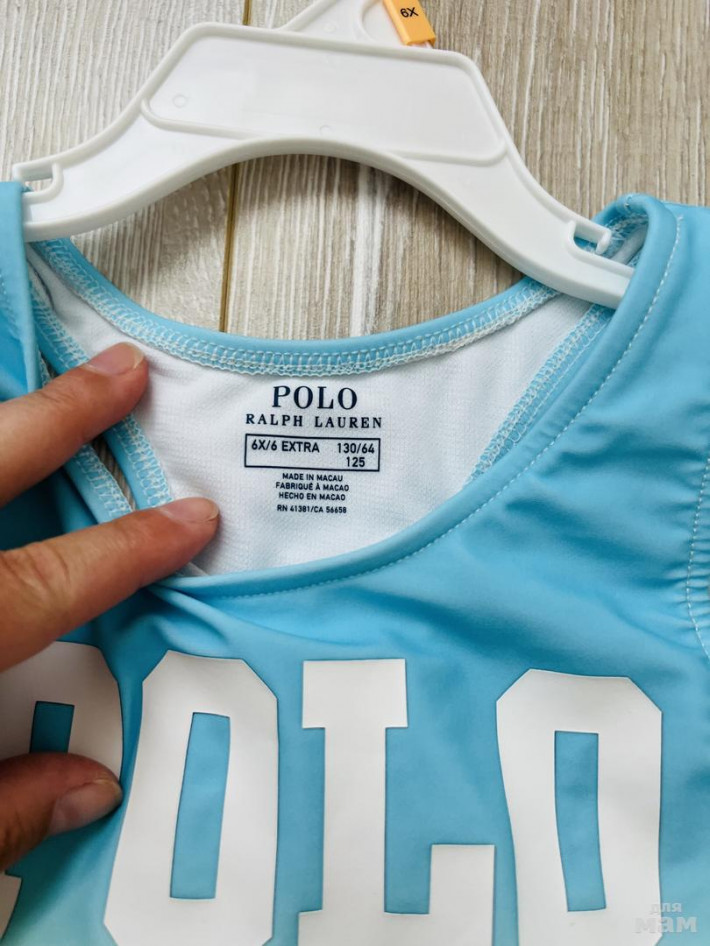 6X
POLO
RALPH LAUREN
6X/6 EXTRA 130/64
125
MADE IN MACAU
FABRIQUÉ À MACAO
HECHO EN MACAO
RN 41381/CA 56658
POLO
для
мам